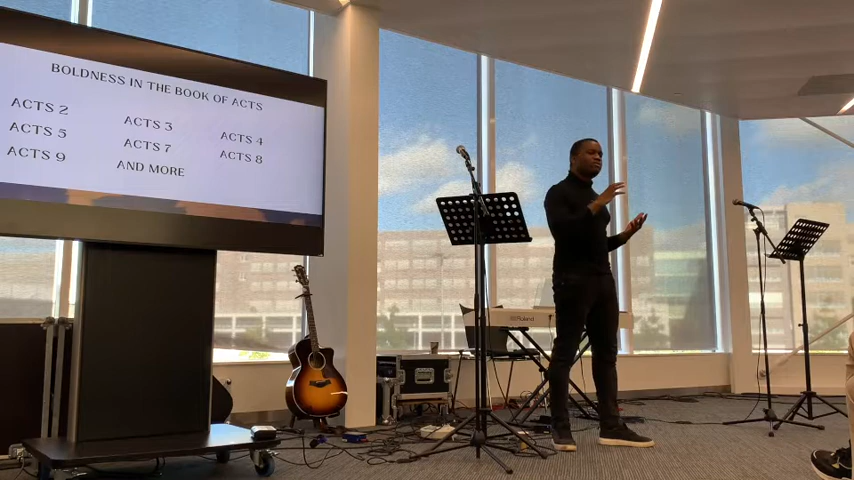 BOLDNESS IN THE BOOK OF ACTS
ACTS 2 ACTS 3 ACTS 4
ACTS 5 ACTS 7 ACTS 8
ACTS 9 AND MORE
Roland